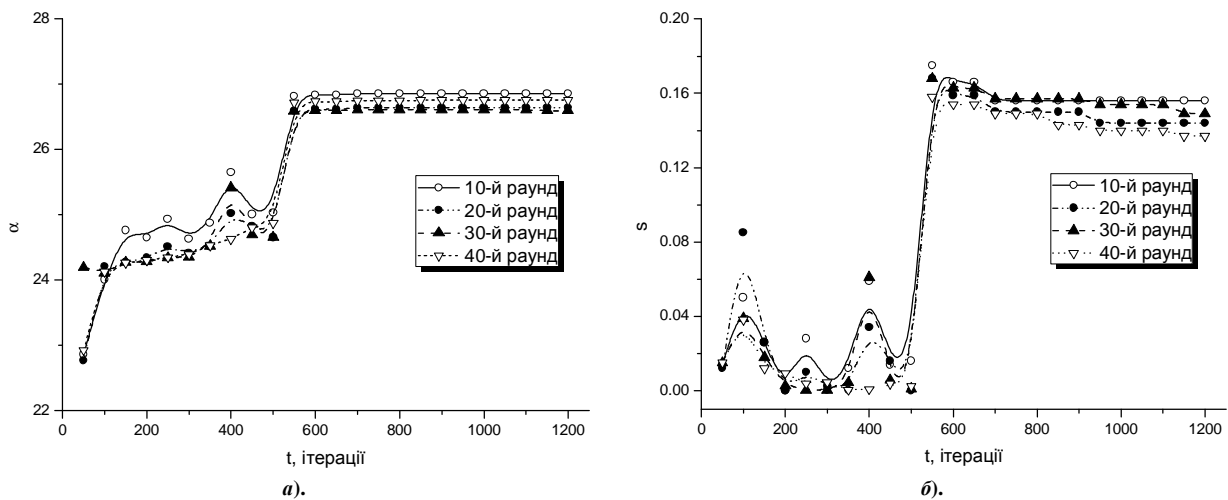 28
26
24
22
α
0
200
400
600
800
1000
1200
t, ітерації
10-й раунд
20-й раунд
30-й раунд
40-й раунд
а).
0.20
0.16
0.12
0.08
0.04
0.00
s
0
200
400
600
800
1000
1200
t, ітерації
10-й раунд
20-й раунд
30-й раунд
40-й раунд
б).